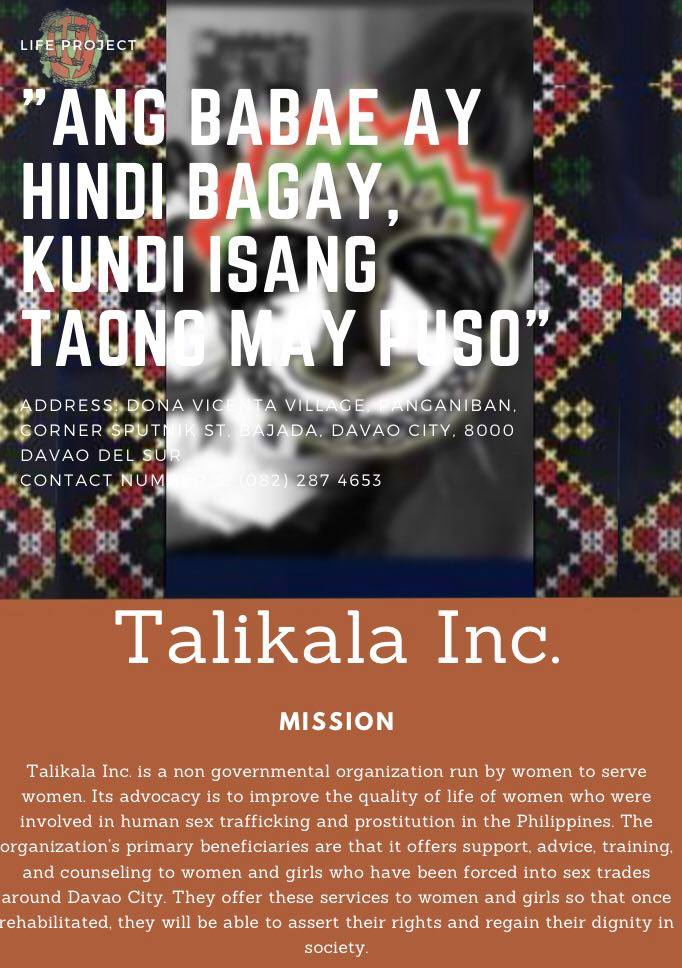 LIFE PROJECT
"ANG BABAE AY
HINDI BAGAY,
KUNDI ISANG
TAONG MAY PUSO"
ADDRESS: DONA VICENTA VILLAGE, PANGANIBAN,
CORNER SPUTNIK ST, BAJADA, DAVAO CITY, 8000
DAVAO DEL SUR
CONTACT (082) 287 4653
Talikala Inc.
MISSION
Talikala Inc. is a non governmental organization run by women to serve
women. Its advocacy is to improve the quality of life of women who were
involved in human sex trafficking and prostitution in the Philippines. The
organization's primary beneficiaries are that it offers support, advice, training,
and counseling to women and girls who have been forced into sex trades
around Davao City. They offer these services to women and girls so that once
rehabilitated, they will be able to assert their rights and regain their dignity in
society.